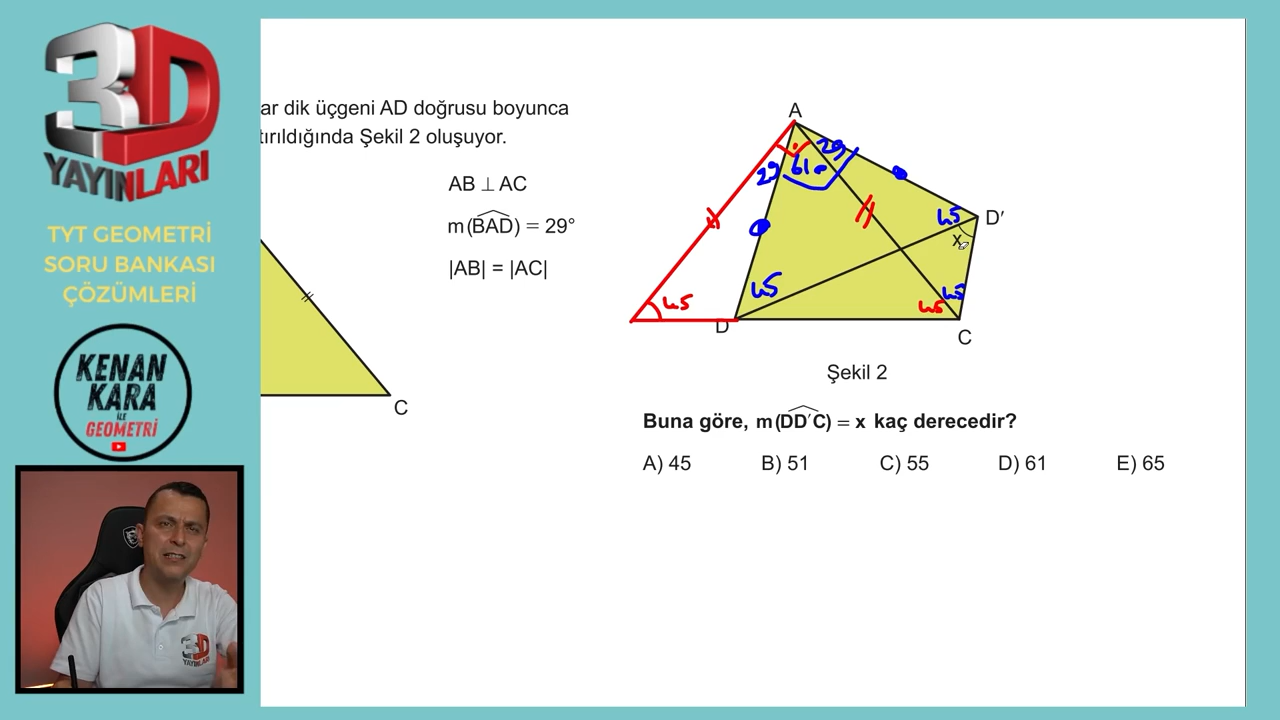 3D
YAYINLARI
TYT GEOMETRİ
SORU BANKASI
ÇÖZÜMLERİ
KENAN
KARA
İLE
GEOMETRİ
3D
YAYINLARI
ar dik üçgeni AD doğrusu boyunca
tırıldığında Şekil 2 oluşuyor.
AB ⊥ AC
m(BAD) = 29°
|AB| = |AC|
C
A
29
29
61
45
D'
x
45
45
45
45
D
C
Şekil 2
Buna göre, m(DD'C) = x kaç derecedir?
A) 45 B) 51 C) 55 D) 61 E) 65